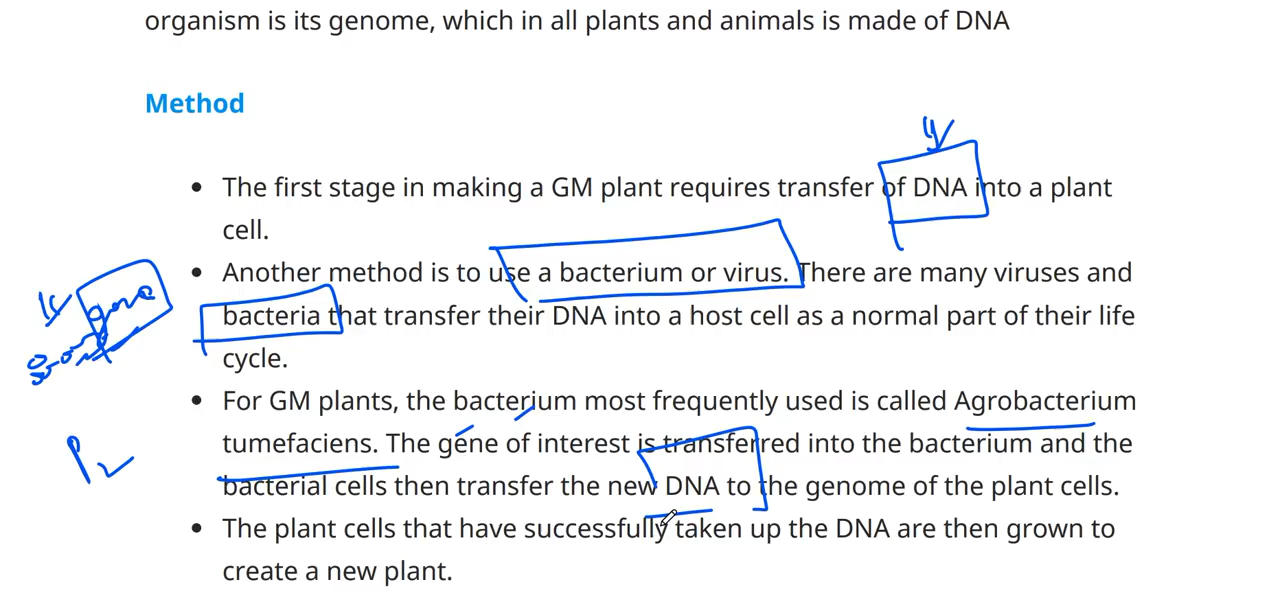 organism is its genome, which in all plants and animals is made of DNA
Method
The first stage in making a GM plant requires transfer of DNA into a plant
cell.
Another method is to use a bacterium or virus. There are many viruses and
bacteria that transfer their DNA into a host cell as a normal part of their life
cycle.
gene
For GM plants, the bacterium most frequently used is called Agrobacterium
tumefaciens. The gene of interest is transferred into the bacterium and the
bacterial cells then transfer the new DNA to the genome of the plant cells.
The plant cells that have successfully taken up the DNA are then grown to
create a new plant.